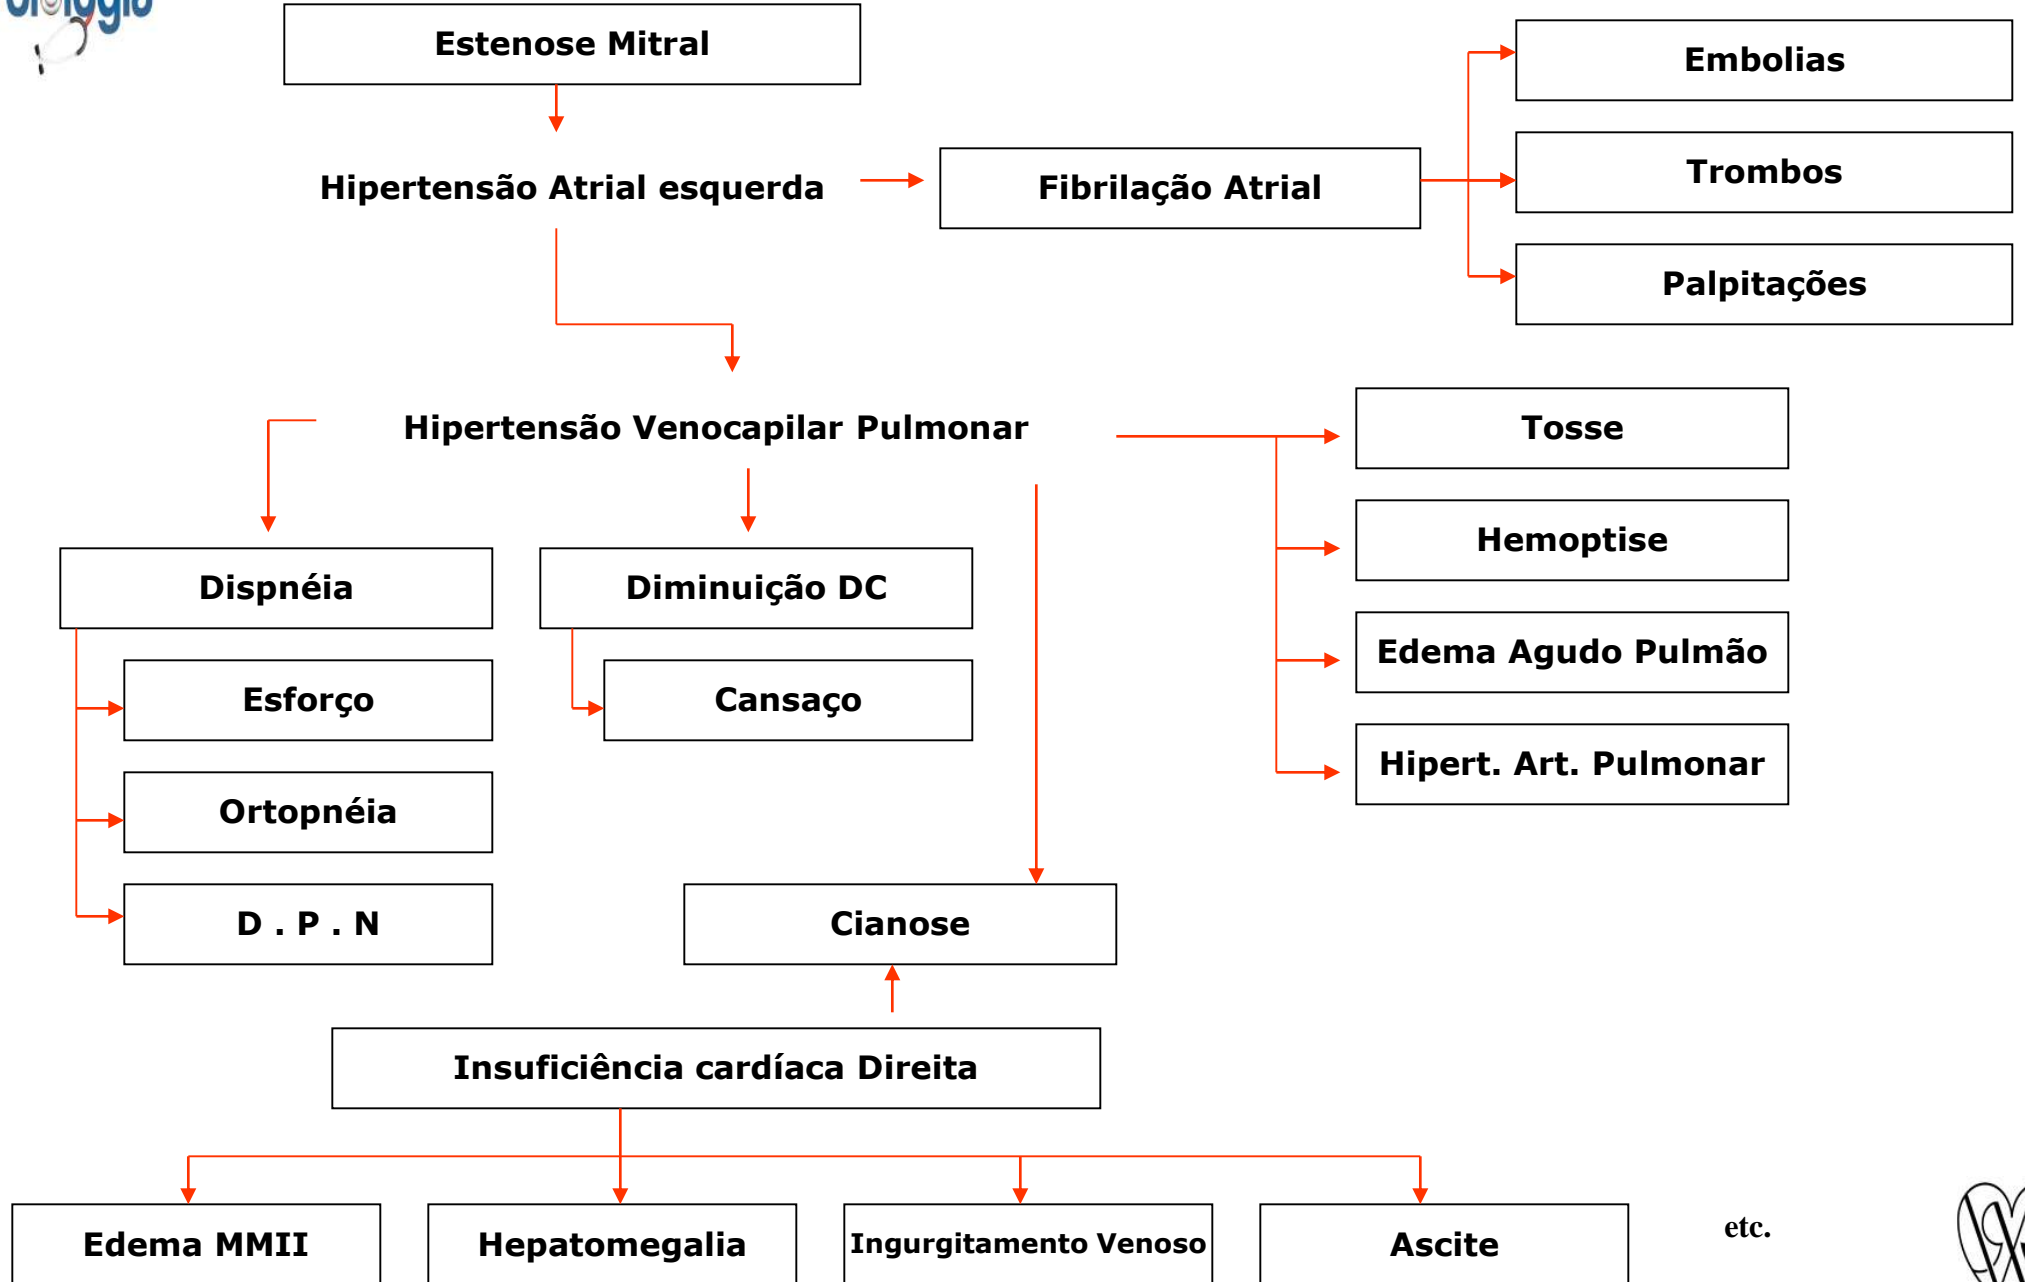 Estenose Mitral
Embolias
Trombos
Hipertensão Atrial esquerda
Fibrilação Atrial
Palpitações
Hipertensão Venocapilar Pulmonar
Tosse
Hemoptise
Dispnéia
Diminuição DC
Edema Agudo Pulmão
Esforço
Cansaço
Hipert. Art. Pulmonar
Ortopnéia
D . P . N
Cianose
Insuficiência cardíaca Direita
Edema MMII
Hepatomegalia
Ingurgitamento Venoso
Ascite
etc.